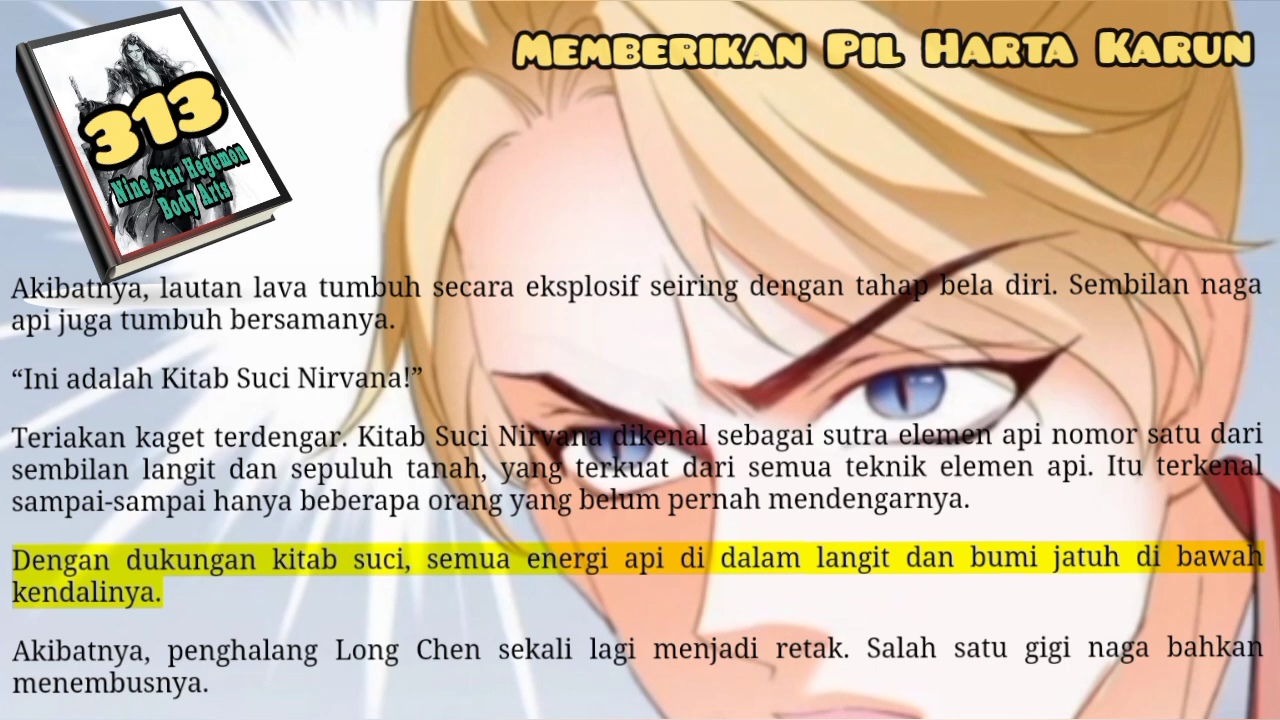 Memberikan Pil Harta Karun
313
Nine Star Hegemon
Body Arts
Akibatnya, lautan lava tumbuh secara eksplosif seiring dengan tahap bela diri. Sembilan naga
api juga tumbuh bersamanya.
“Ini adalah Kitab Suci Nirvana!”
Teriakan kaget terdengar. Kitab Suci Nirvana dikenal sebagai sutra elemen api nomor satu dari
sembilan langit dan sepuluh tanah, yang terkuat dari semua teknik elemen api. Itu terkenal
sampai-sampai hanya beberapa orang yang belum pernah mendengarnya.
Dengan dukungan kitab suci, semua energi api di dalam langit dan bumi jatuh di bawah
kendalinya.
Akibatnya, penghalang Long Chen sekali lagi menjadi retak. Salah satu gigi naga bahkan
menembusnya.